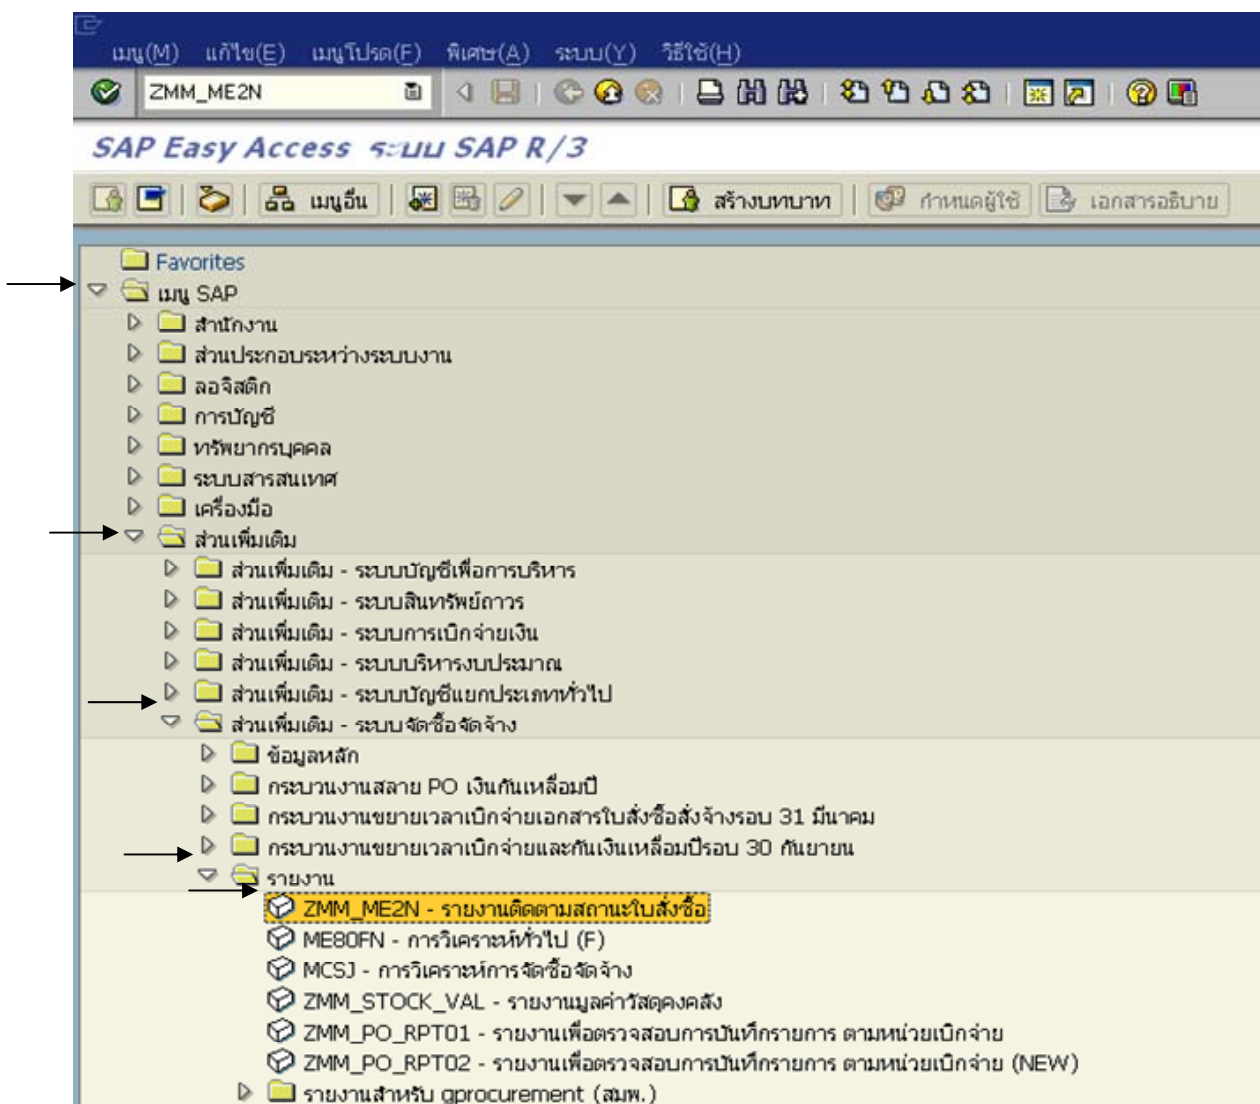 เมนู(M) แก้ไข(E) เมนูโปรด(F) พิเศษ(A) ระบบ(Y) วิธีใช้(H)
ZMM_ME2N
SAP Easy Access ระบบ SAP R/3
เมนูอื่น สร้างบทบาท กำหนดผู้ใช้ เอกสารอธิบาย
Favorites
เมนู SAP
สำนักงาน
ส่วนประกอบระหว่างระบบงาน
ลอจิสติก
การบัญชี
ทรัพยากรบุคคล
ระบบสารสนเทศ
เครื่องมือ
ส่วนเพิ่มเติม
ส่วนเพิ่มเติม - ระบบบัญชีเพื่อการบริหาร
ส่วนเพิ่มเติม - ระบบสินทรัพย์ถาวร
ส่วนเพิ่มเติม - ระบบการเบิกจ่ายเงิน
ส่วนเพิ่มเติม - ระบบบริหารงบประมาณ
ส่วนเพิ่มเติม - ระบบบัญชีแยกประเภททั่วไป
ส่วนเพิ่มเติม - ระบบจัดซื้อจัดจ้าง
ข้อมูลหลัก
กระบวนงานสลาย PO เงินกันเหลื่อมปี
กระบวนงานขยายเวลาเบิกจ่ายเอกสารใบสั่งซื้อสั่งจ้างรอบ 31 มีนาคม
กระบวนงานขยายเวลาเบิกจ่ายและกันเงินเหลื่อมปีรอบ 30 กันยายน
รายงาน
ZMM_ME2N - รายงานติดตามสถานะใบสั่งซื้อ
ME80FN - การวิเคราะห์ทั่วไป (F)
MCSJ - การวิเคราะห์การจัดซื้อจัดจ้าง
ZMM_STOCK_VAL - รายงานมูลค่าวัสดุคงคลัง
ZMM_PO_RPT01 - รายงานเพื่อตรวจสอบการบันทึกรายการ ตามหน่วยเบิกจ่าย
ZMM_PO_RPT02 - รายงานเพื่อตรวจสอบการบันทึกรายการ ตามหน่วยเบิกจ่าย (NEW)
รายงานสำหรับ gprocurement (สมพ.)